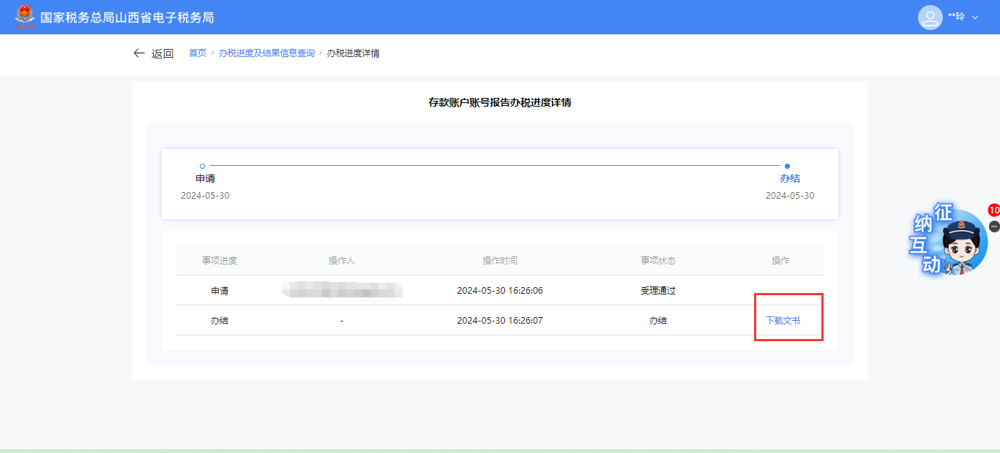 国家税务总局山西省电子税务局
**玲
返回 首页 办税进度及结果信息查询 办税进度详情
存款账户账号报告办税进度详情
申请 办结
2024-05-30 2024-05-30
征纳互动
10
事项进度 操作人 操作时间 事项状态 操作
申请 2024-05-30 16:26:06 受理通过
办结 - 2024-05-30 16:26:07 办结 下载文书